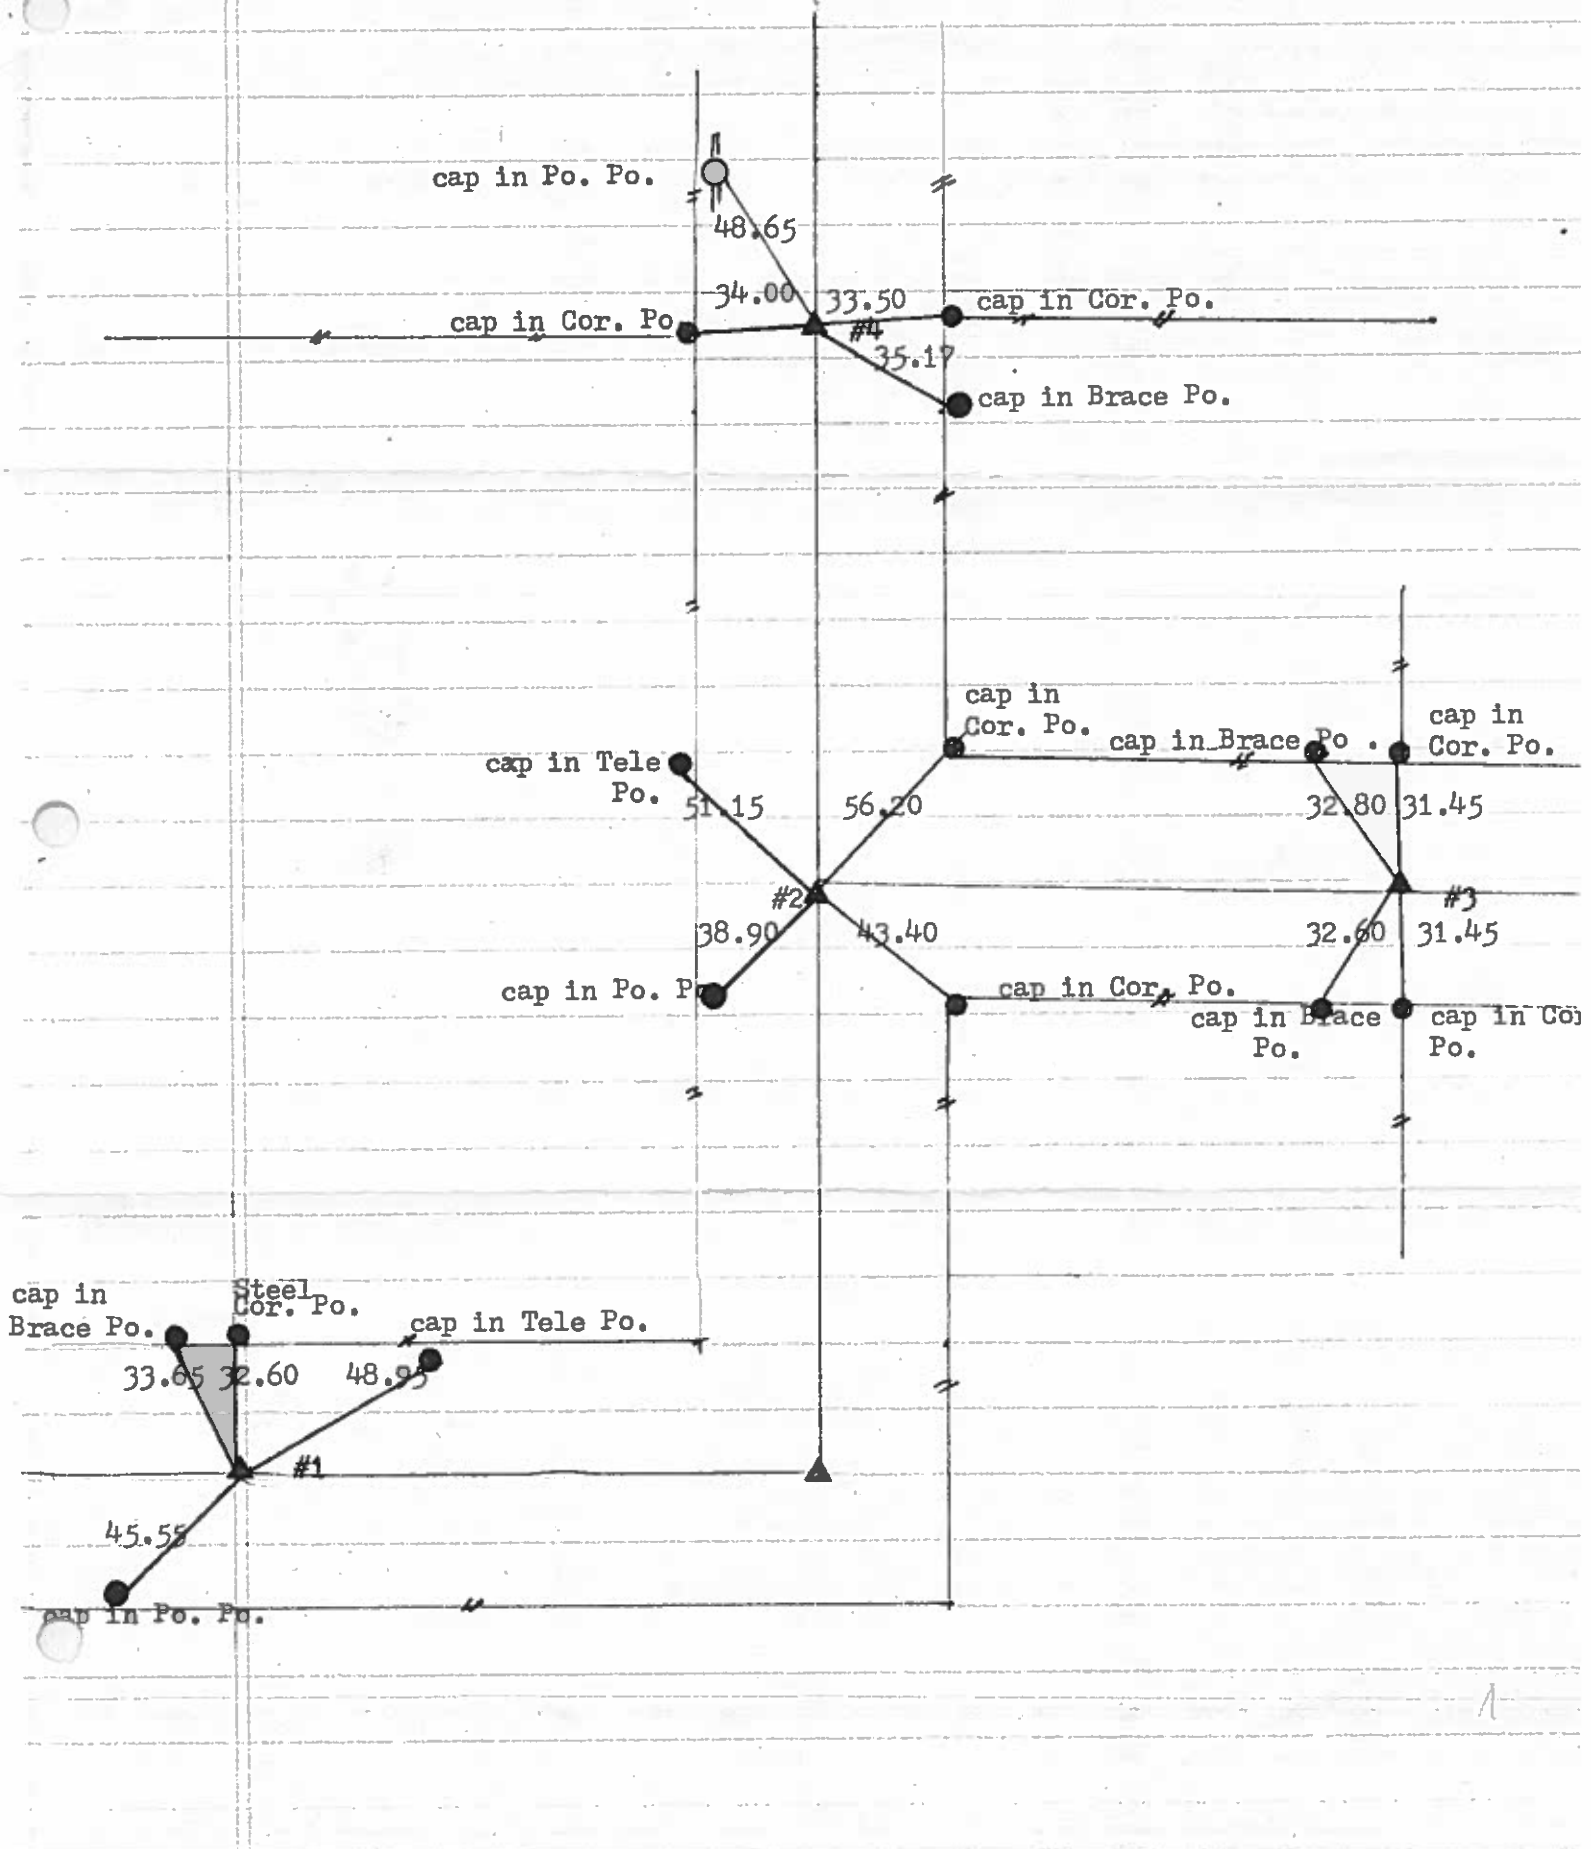 cap in Po. Po.
48.65
34.00
33.50
cap in Cor. Po.
cap in Cor. Po
#4
35.17
cap in Brace Po.
cap in
Cor. Po.
cap in Brace Po .
cap in
Cor. Po.
cap in Tele
Po.
51.15
56.20
32.80
31.45
#2
#3
38.90
43.40
32.60
31.45
cap in Po. P
cap in Cor. Po.
cap in Brace
Po.
cap in Cor
Po.
cap in
Brace Po.
Steel
Cor. Po.
cap in Tele Po.
33.65
32.60
48.95
#1
45.55
cap in Po. Po.
1